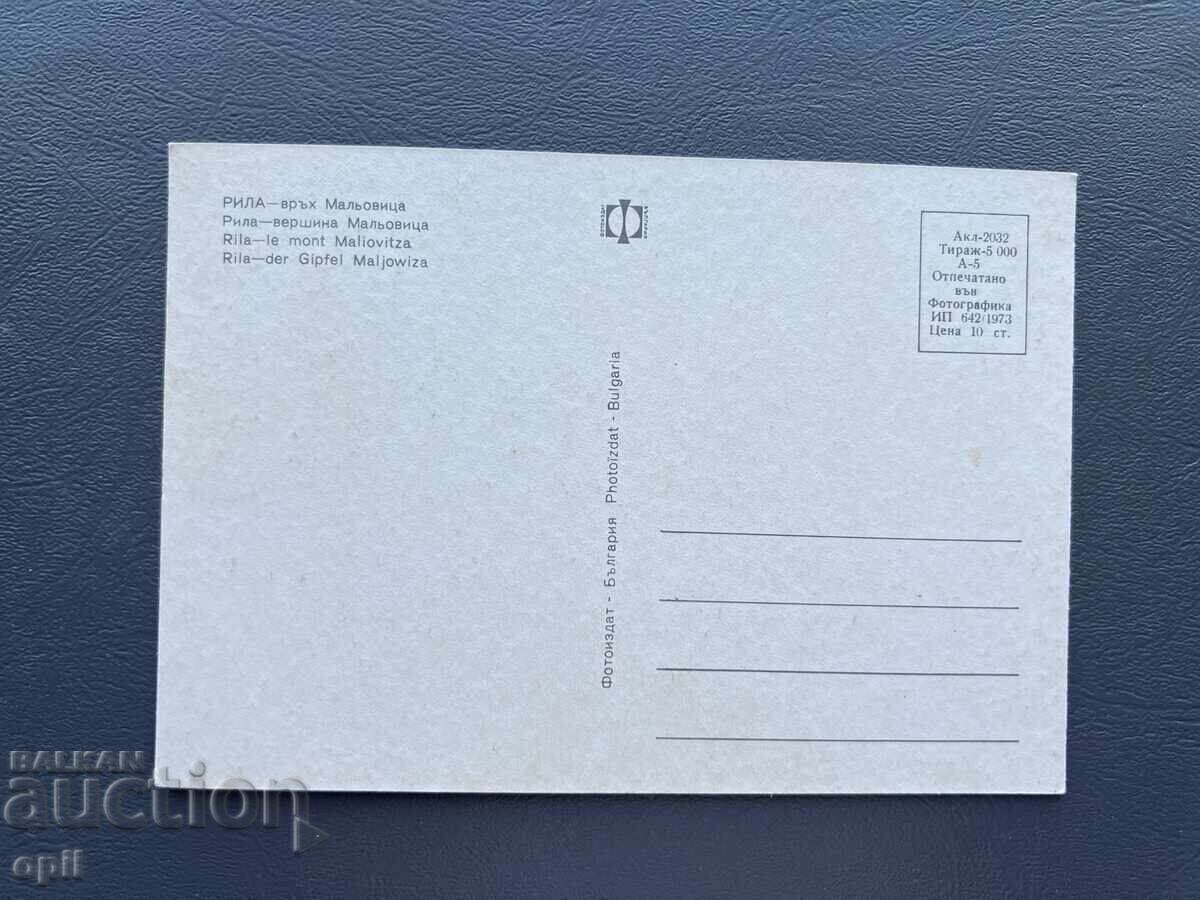 РИЛА—връх Мальовица
Рила—вершина Мальовица
Rila—le mont Maliovitza
Rila—der Gipfel Maljowiza
Акл-2032
Тираж-5 000
А-5
Отпечатано
във
Фотографика
ИП 642/1973
Цена 10 ст.
Фотоиздат - България Photoïzdat - Bulgaria
BALKAN
auction
opll